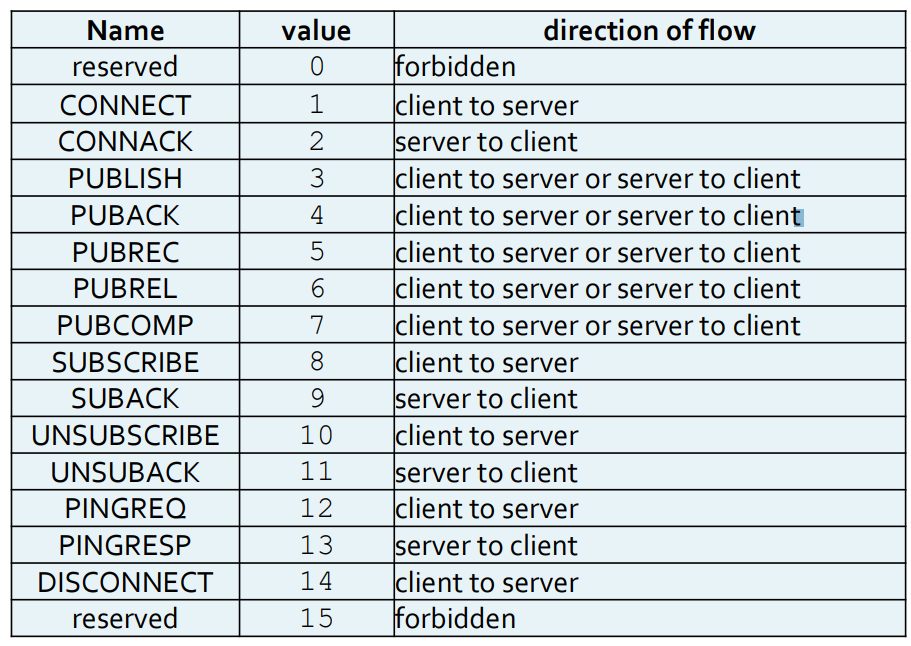 Name value direction of flow
reserved 0 forbidden
CONNECT 1 client to server
CONNACK 2 server to client
PUBLISH 3 client to server or server to client
PUBACK 4 client to server or server to client
PUBREC 5 client to server or server to client
PUBREL 6 client to server or server to client
PUBCOMP 7 client to server or server to client
SUBSCRIBE 8 client to server
SUBACK 9 server to client
UNSUBSCRIBE 10 client to server
UNSUBACK 11 server to client
PINGREQ 12 client to server
PINGRESP 13 server to client
DISCONNECT 14 client to server
reserved 15 forbidden